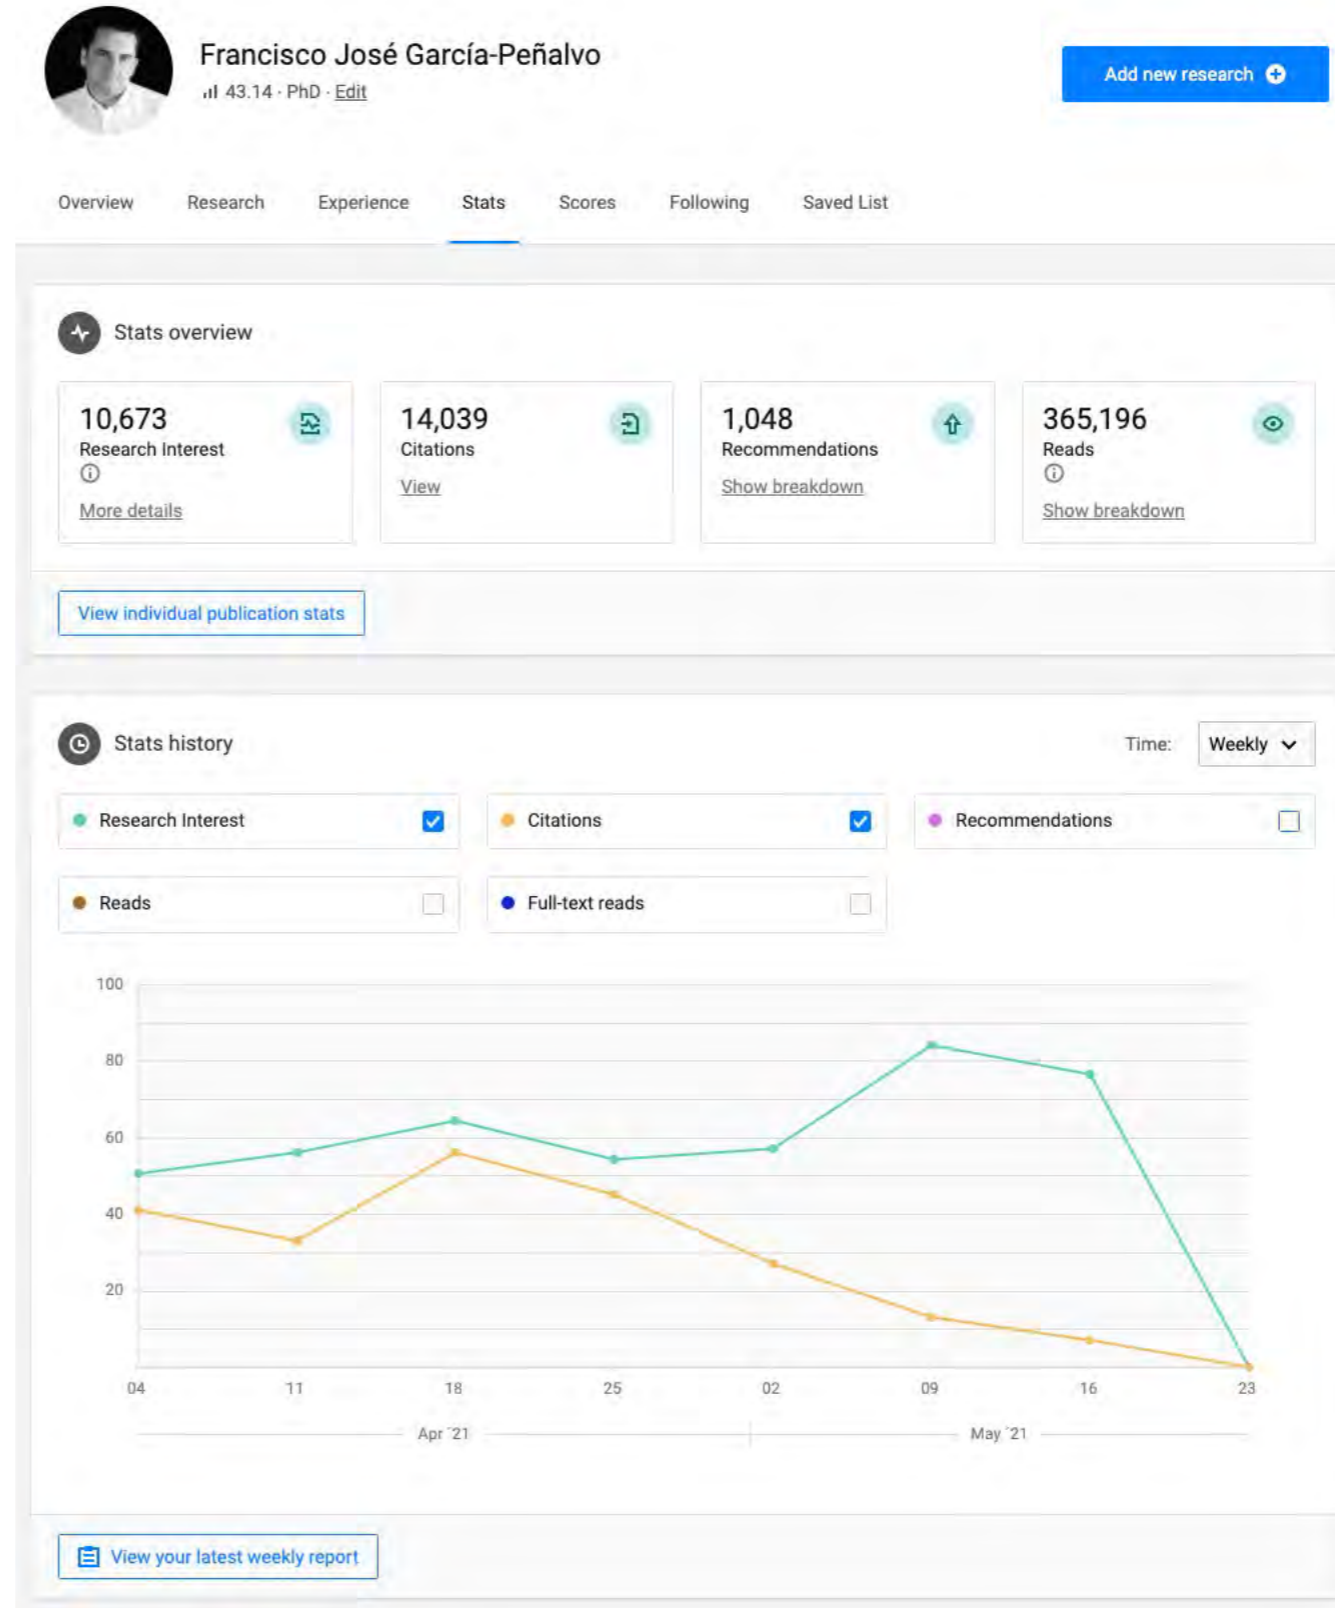 Francisco José García-Peñalvo
43.14 · PhD · Edit
Add new research
Overview Research Experience Stats Scores Following Saved List
Stats overview
10,673
Research Interest
More details
14,039
Citations
View
1,048
Recommendations
Show breakdown
365,196
Reads
Show breakdown
View individual publication stats
Stats history
Time: Weekly
Research Interest
Citations
Recommendations
Reads
Full-text reads
100
80
60
40
20
04 11 18 25 02 09 16 23
Apr ´21 May ´21
View your latest weekly report